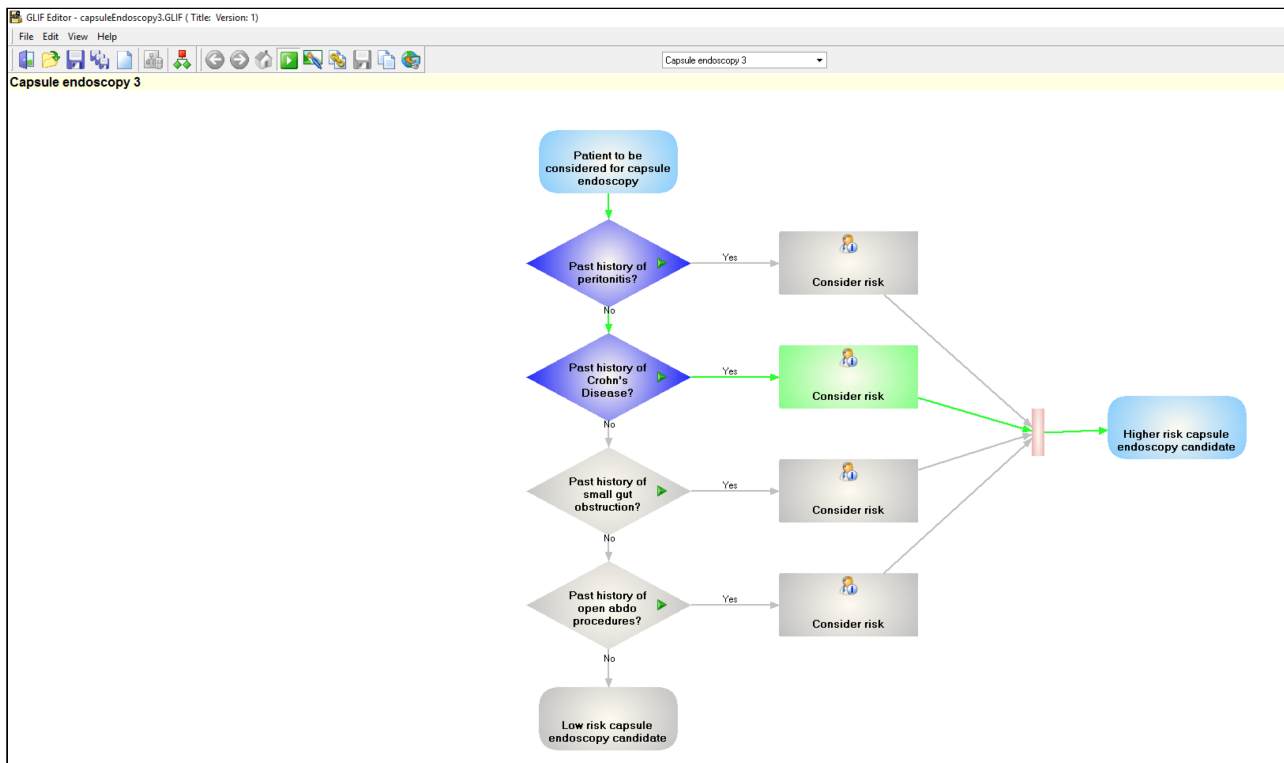 GLIF Editor - capsuleEndoscopy3.GLIF ( Title: Version: 1)
File Edit View Help
Capsule endoscopy 3
Capsule endoscopy 3
Patient to be
considered for capsule
endoscopy
Past history of
peritonitis?
Yes
Consider risk
No
Past history of
Crohn's
Disease?
Yes
Consider risk
Higher risk capsule
endoscopy candidate
No
Past history of
small gut
obstruction?
Yes
Consider risk
No
Past history of
open abdo
procedures?
Yes
Consider risk
No
Low risk capsule
endoscopy candidate